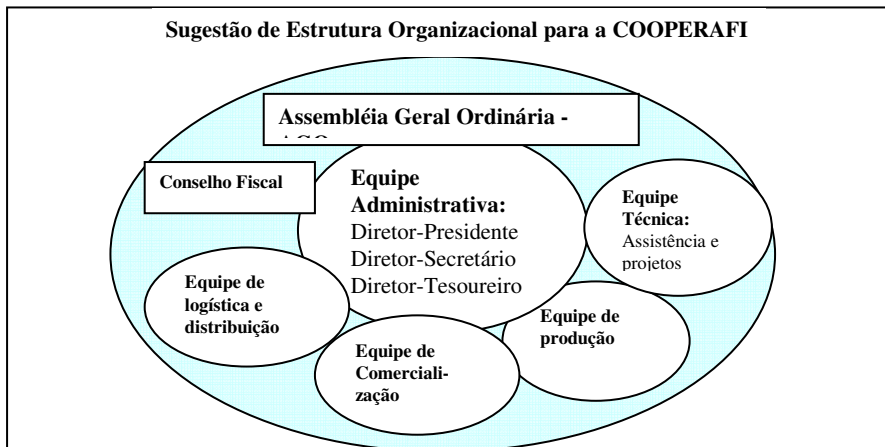 Sugestão de Estrutura Organizacional para a COOPERAFI
Assembléia Geral Ordinária -
Conselho Fiscal
Equipe
Administrativa:
Diretor-Presidente
Diretor-Secretário
Diretor-Tesoureiro
Equipe
Técnica:
Assistência e
projetos
Equipe de
logística e
distribuição
Equipe de
produção
Equipe de
Comerciali-
zação